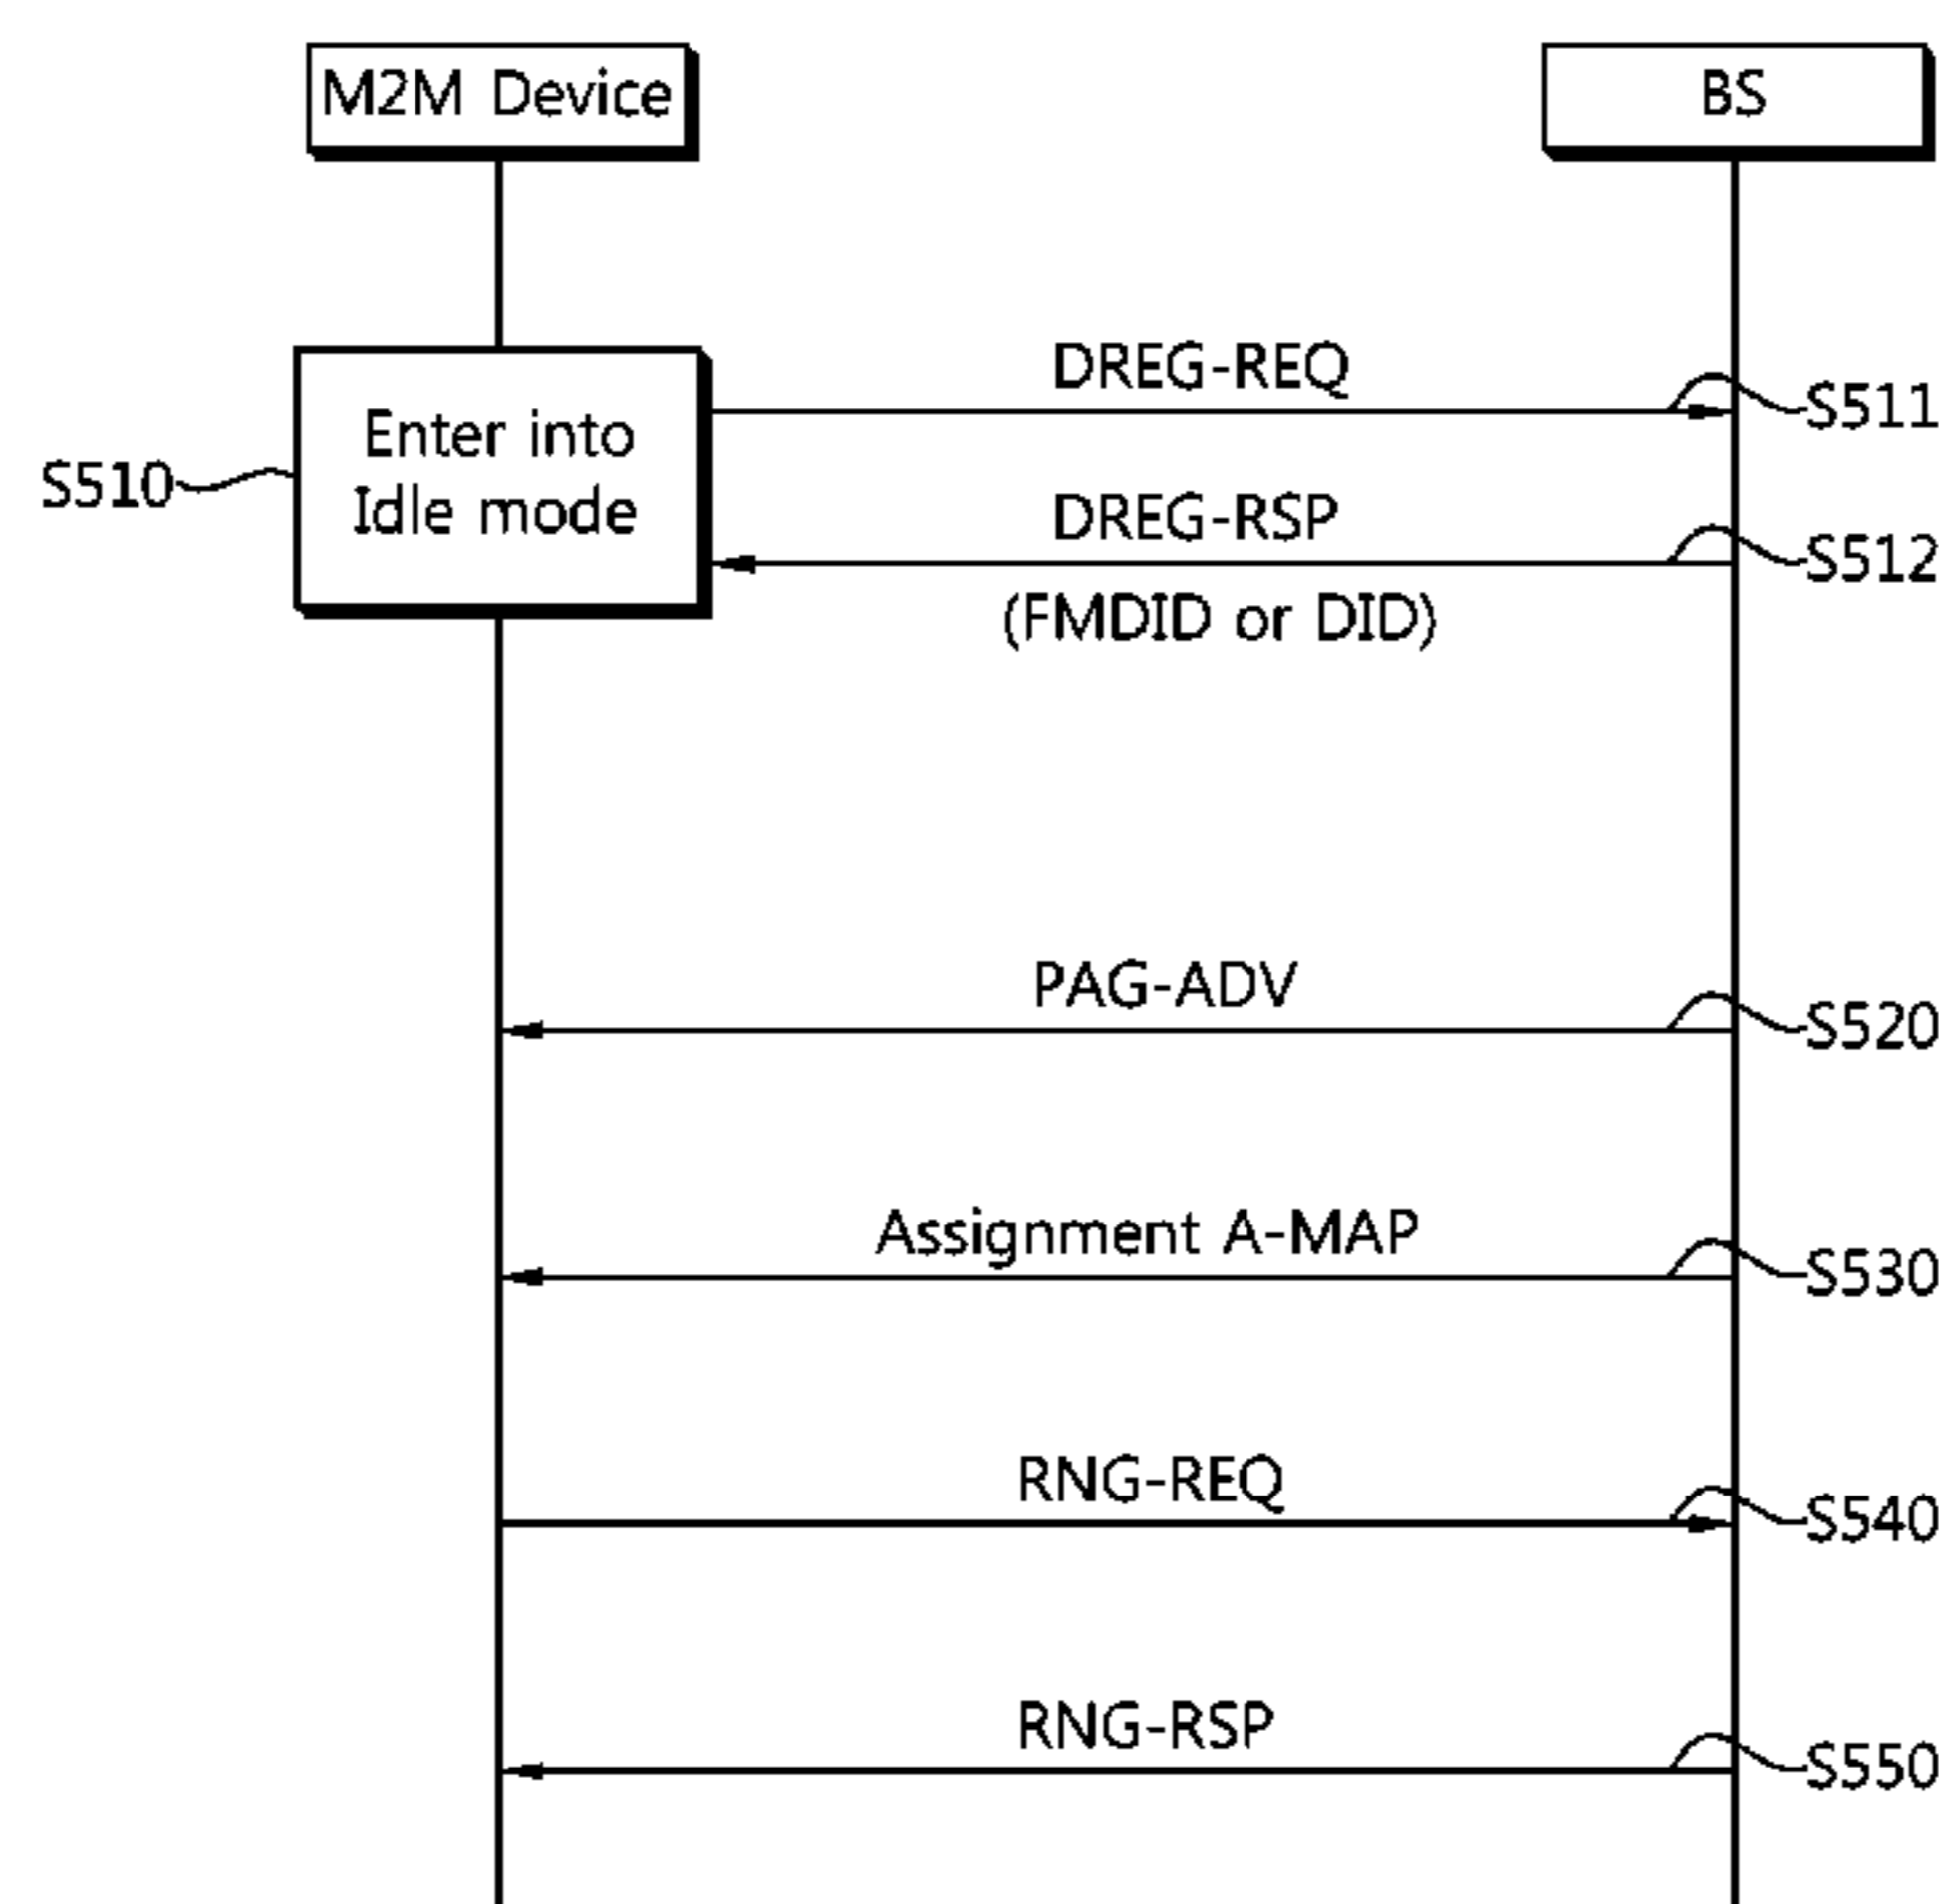 M2M Device
BS
DREG-REQ
S511
Enter into
Idle mode
S510
DREG-RSP
S512
(FMDID or DID)
PAG-ADV
S520
Assignment A-MAP
S530
RNG-REQ
S540
RNG-RSP
S550